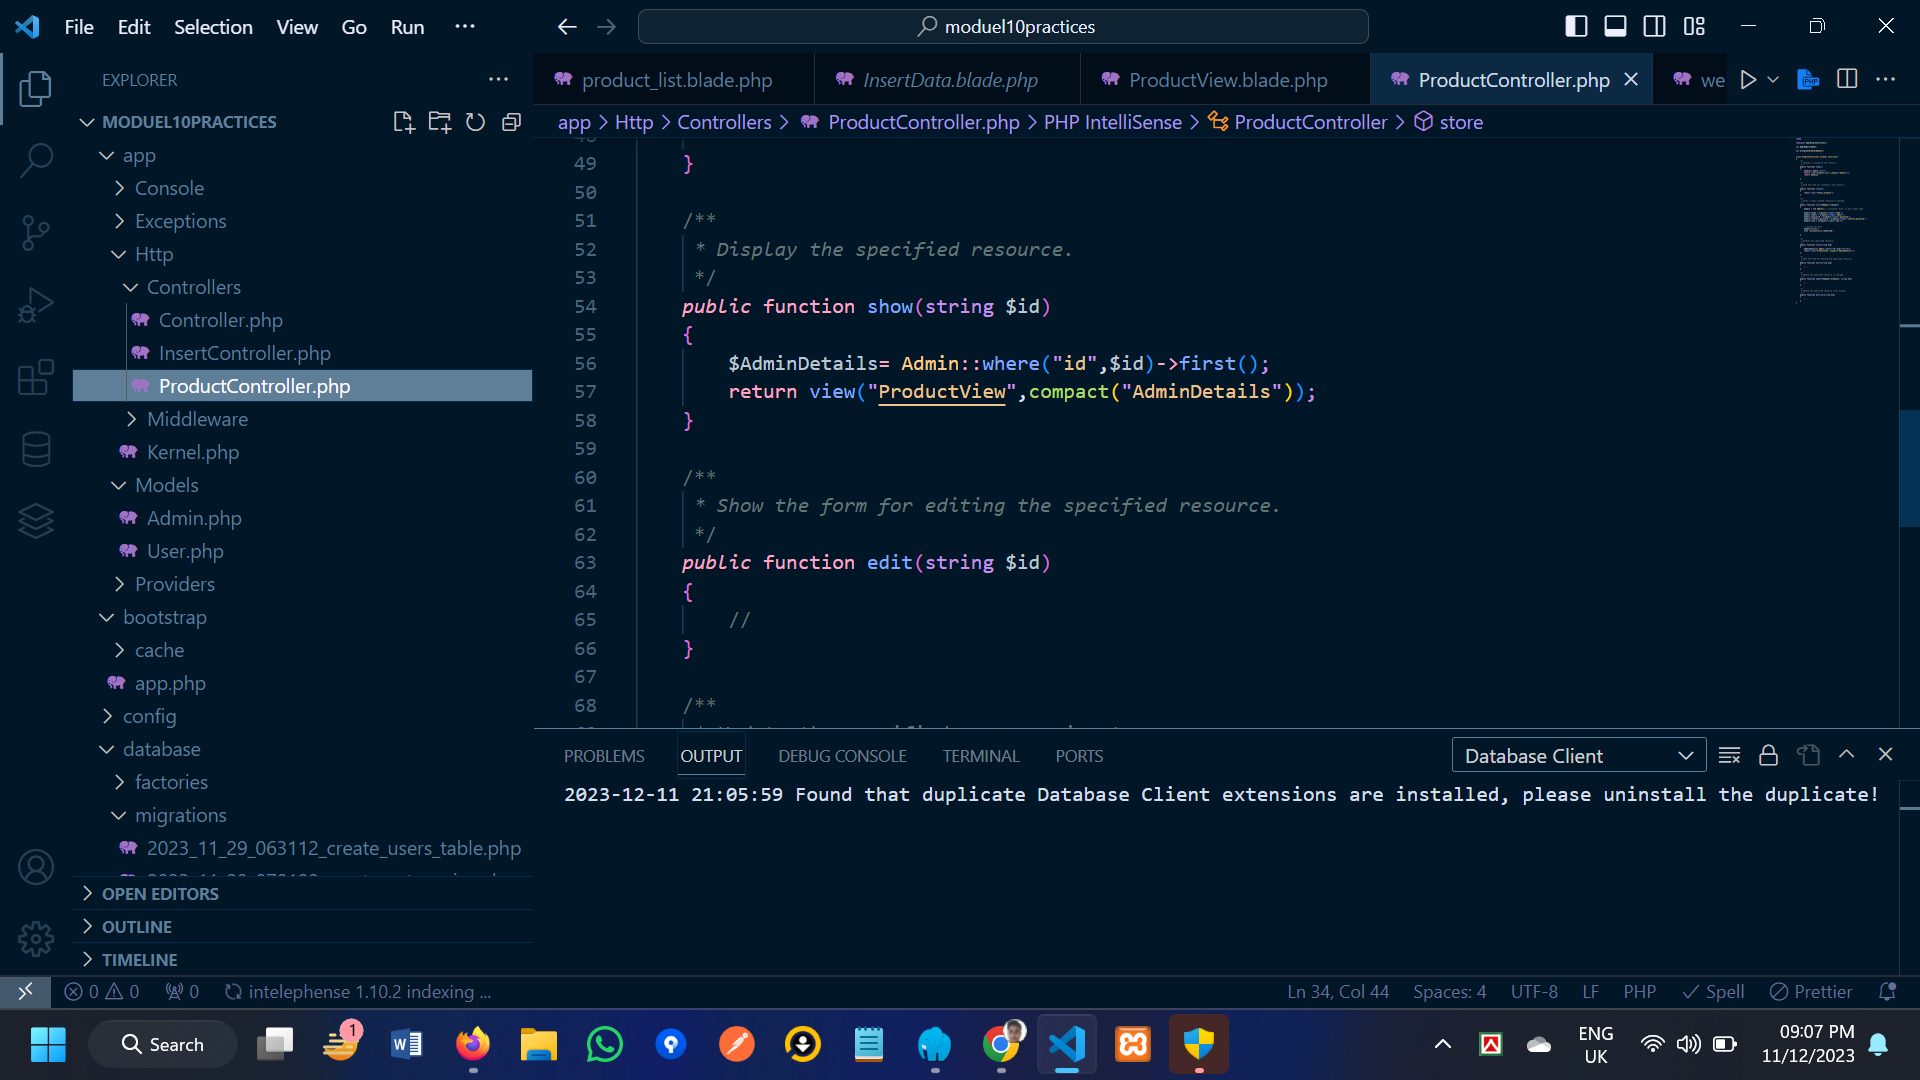 File Edit Selection View Go Run ···
moduel10practices
EXPLORER
product_list.blade.php
InsertData.blade.php
ProductView.blade.php
ProductController.php
we
MODUEL10PRACTICES
app > Http > Controllers > ProductController.php > PHP IntelliSense > ProductController > store
app
Console
Exceptions
Http
Controllers
Controller.php
InsertController.php
ProductController.php
Middleware
Kernel.php
Models
Admin.php
User.php
Providers
bootstrap
cache
app.php
config
database
factories
migrations
2023_11_29_063112_create_users_table.php
OPEN EDITORS
OUTLINE
TIMELINE
49 }
50
51 /**
52 * Display the specified resource.
53 */
54 public function show(string $id)
55 {
56 $AdminDetails= Admin::where("id",$id)->first();
57 return view("ProductView",compact("AdminDetails"));
58 }
59
60 /**
61 * Show the form for editing the specified resource.
62 */
63 public function edit(string $id)
64 {
65 //
66 }
67
68 /**
PROBLEMS OUTPUT DEBUG CONSOLE TERMINAL PORTS
Database Client
2023-12-11 21:05:59 Found that duplicate Database Client extensions are installed, please uninstall the duplicate!
0 0 0 intelephense 1.10.2 indexing ...
Ln 34, Col 44 Spaces: 4 UTF-8 LF PHP Spell Prettier
Search
1
ENG
UK
09:07 PM
11/12/2023